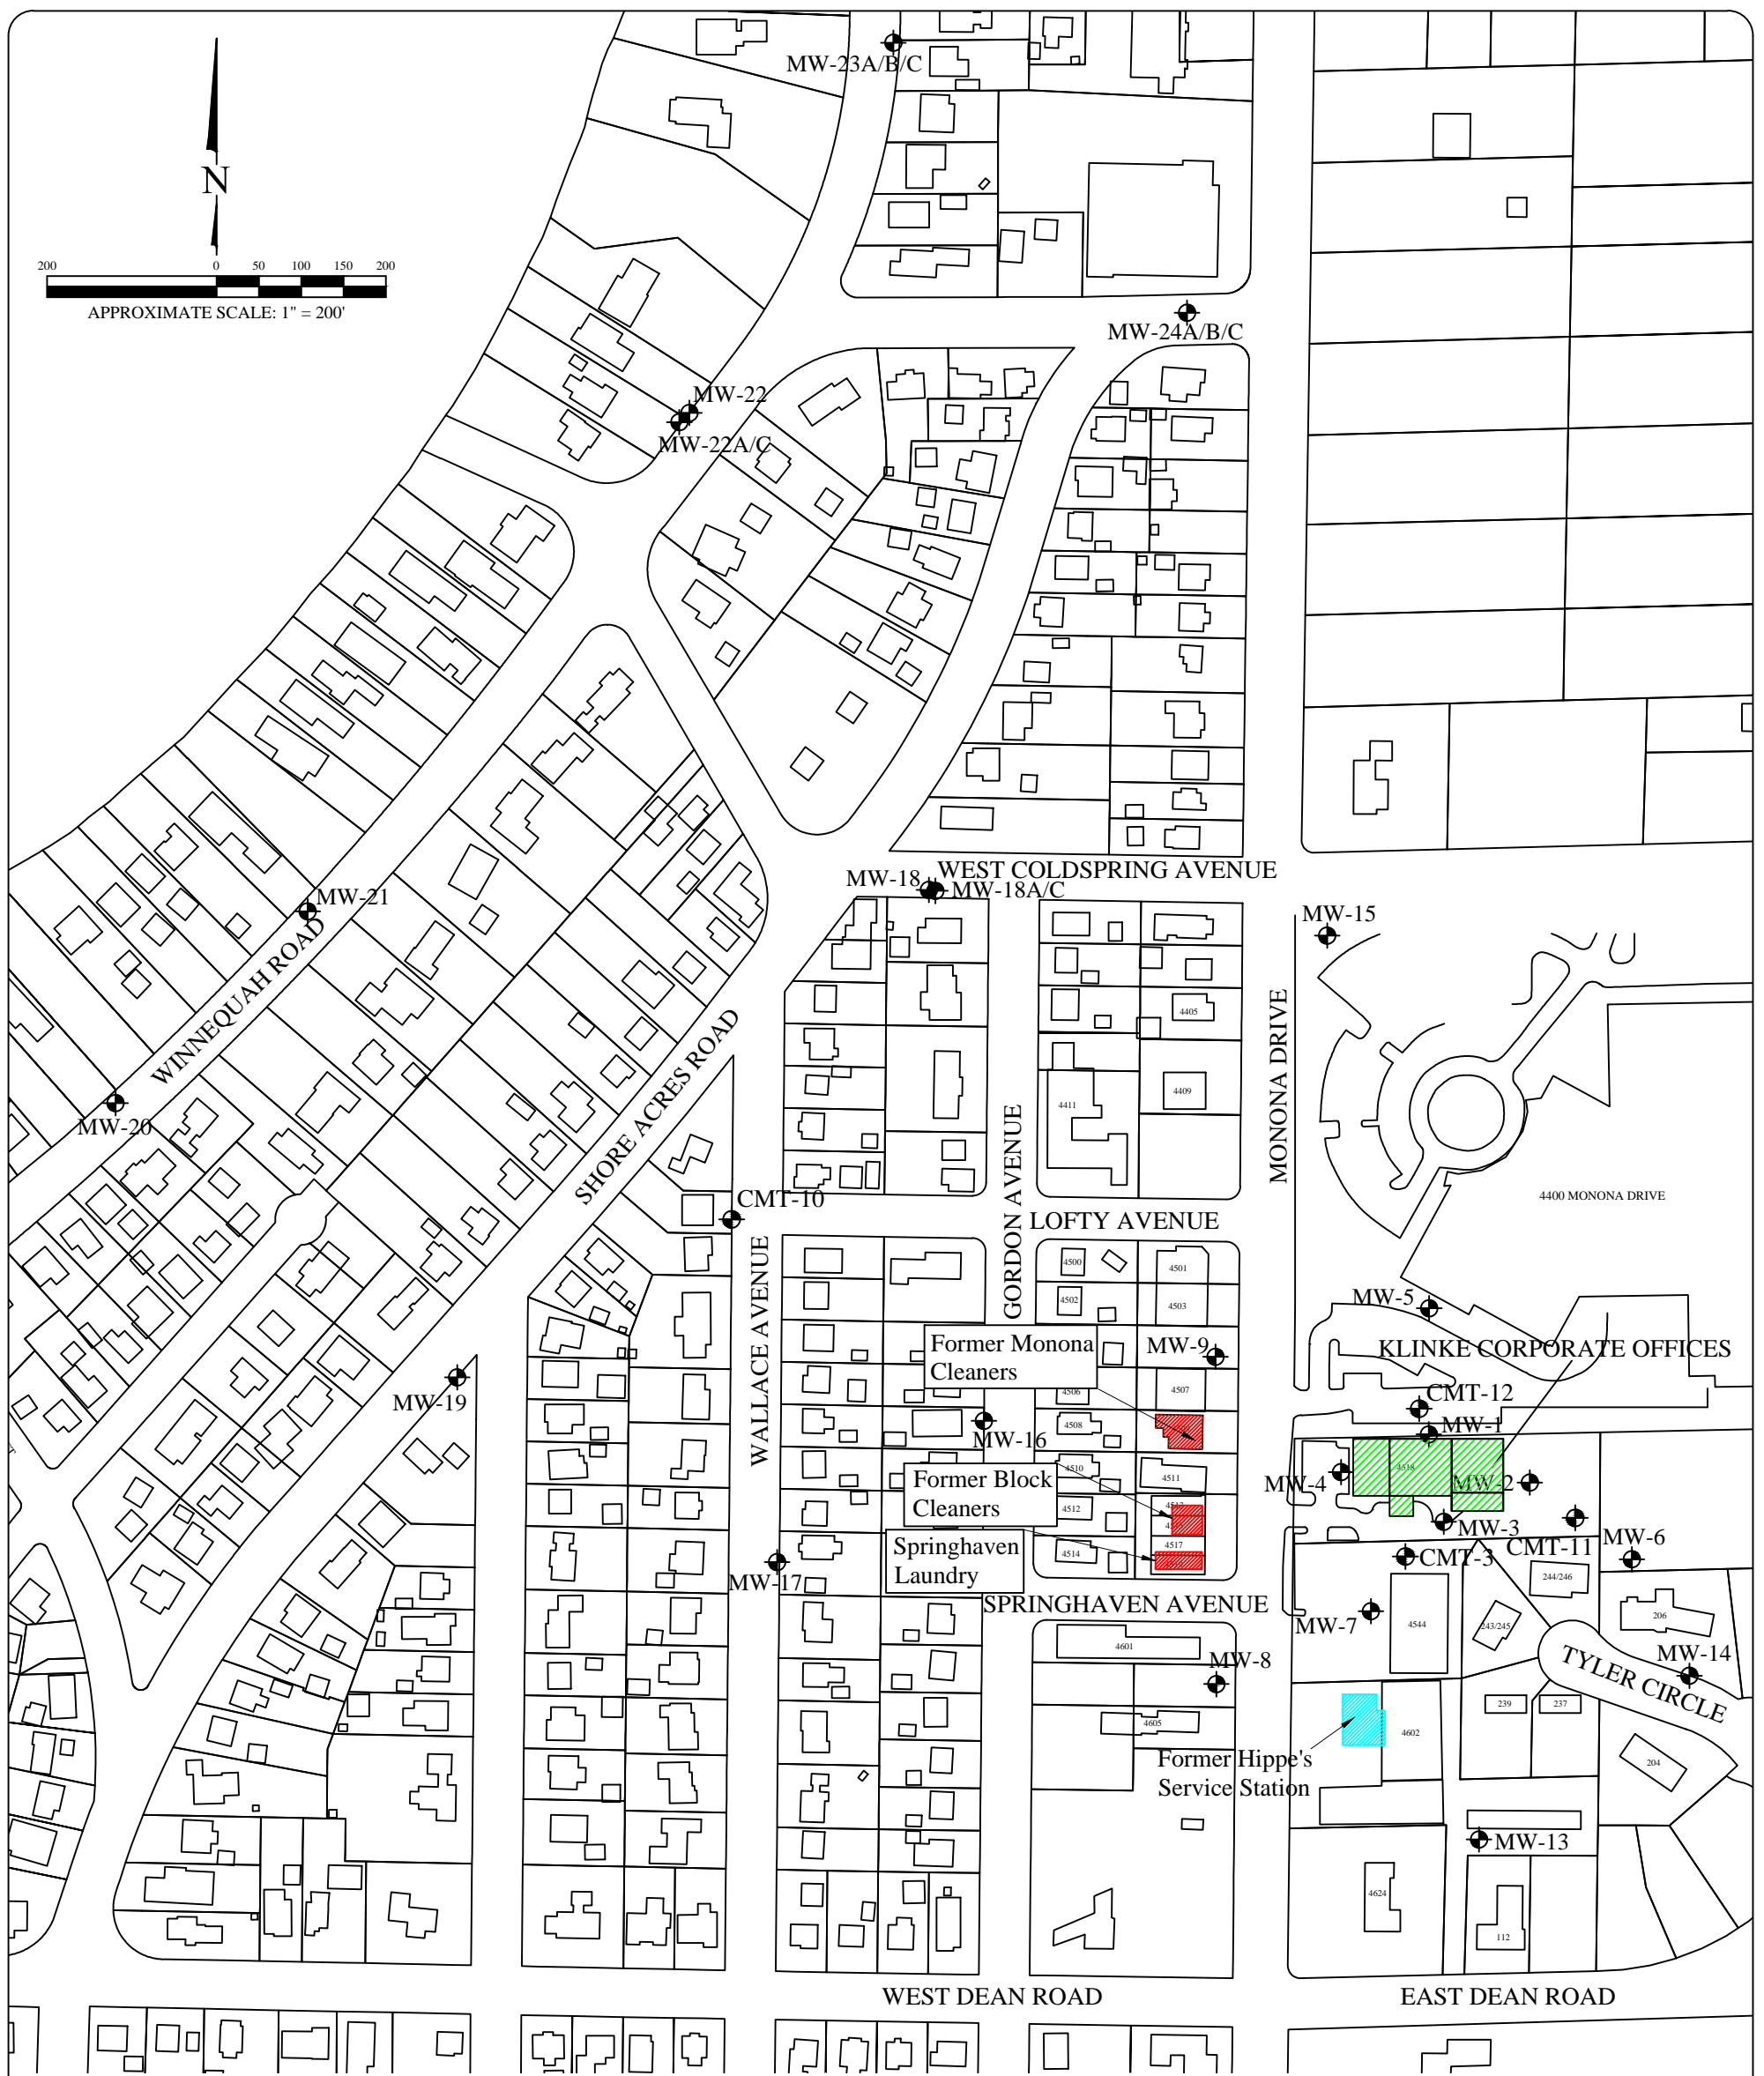 MW-23A/B/C
N
200 0 50 100 150 200
APPROXIMATE SCALE: 1" = 200'
MW-24A/B/C
MW-22
MW-22A/C
WEST COLDSPRING AVENUE
MW-18
MW-18A/C
MW-21
MW-15
WINNEQUAH ROAD
MONONA DRIVE
4405
SHORE ACRES ROAD
4409
4411
MW-20
GORDON AVENUE
4400 MONONA DRIVE
CMT-10
LOFTY AVENUE
WALLACE AVENUE
4500
4501
4502
4503
MW-5
Former Monona
Cleaners
MW-9
KLINKE CORPORATE OFFICES
4506
4507
MW-19
CMT-12
4508
MW-1
MW-16
4510
4511
4518
MW-4
MW-2
Former Block
Cleaners
4512
4513
MW-3
CMT-11
MW-6
Springhaven
Laundry
4514
4517
CMT-3
244/246
MW-17
SPRINGHAVEN AVENUE
MW-7
4544
243/245
206
4601
MW-8
TYLER CIRCLE
MW-14
239
237
4605
4602
Former Hippe's
Service Station
204
MW-13
4624
112
WEST DEAN ROAD
EAST DEAN ROAD